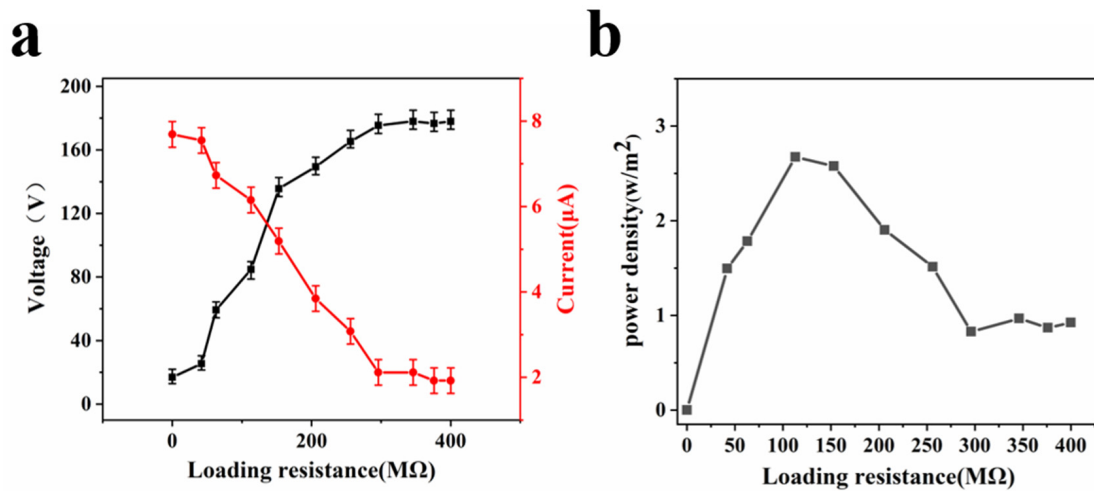 a
200
160
120
80
40
0
Voltage（V）
0
200
400
Loading resistance(MΩ)
8
6
4
2
Current(μA)
b
3
2
1
0
power density(w/m²)
0 50 100 150 200 250 300 350 400
Loading resistance(MΩ)